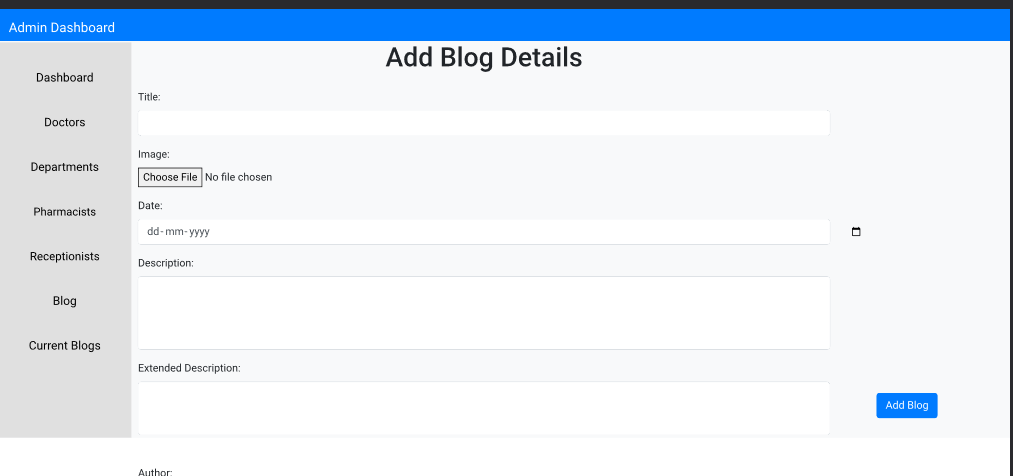 Admin Dashboard
Add Blog Details
Dashboard
Doctors
Departments
Pharmacists
Receptionists
Blog
Current Blogs
Title:
Image:
Choose File No file chosen
Date:
dd-mm-yyyy
Description:
Extended Description:
Add Blog
Author: